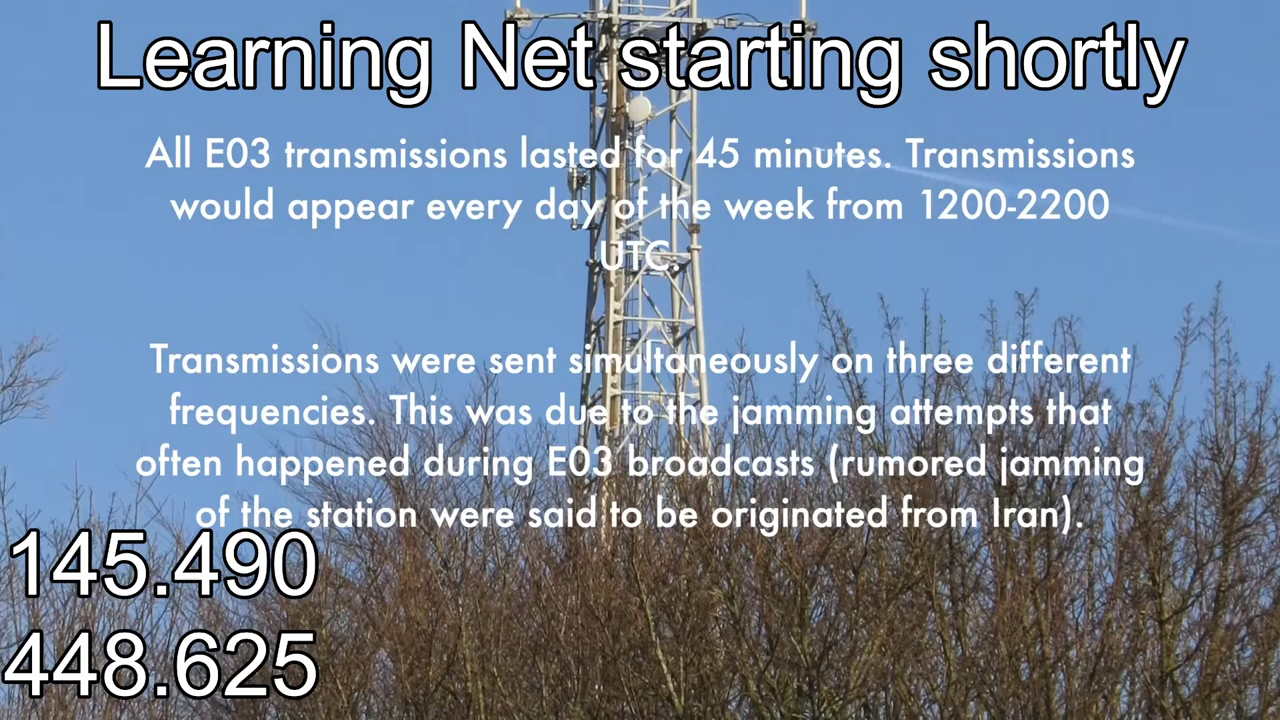 Learning Net starting shortly
All E03 transmissions lasted for 45 minutes. Transmissions
would appear every day of the week from 1200-2200
UTC.
Transmissions were sent simultaneously on three different
frequencies. This was due to the jamming attempts that
often happened during E03 broadcasts (rumored jamming
of the station were said to be originated from Iran).
145.490
448.625